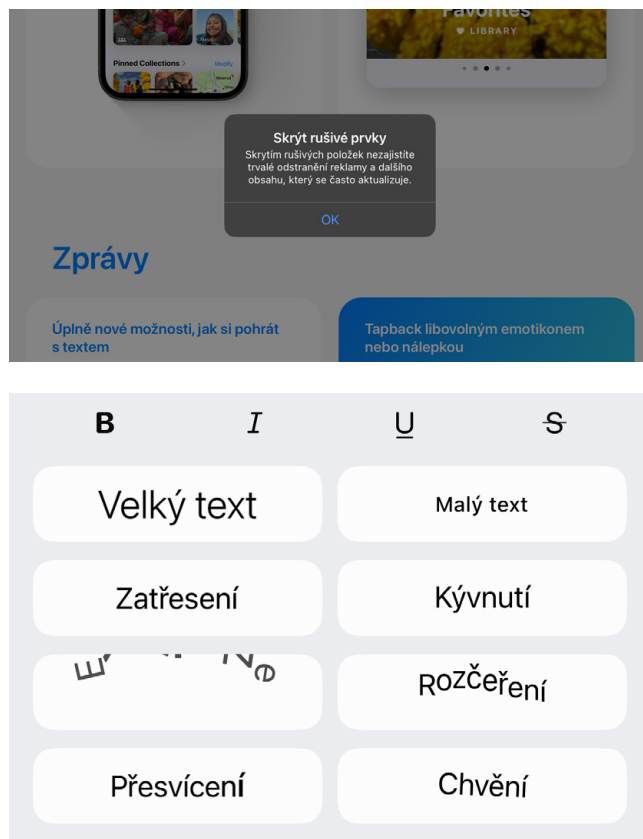 Favorites
♥ LIBRARY
Pinned Collections > Modify
Skrýt rušivé prvky
Skrytím rušivých položek nezajistíte
trvalé odstranění reklamy a dalšího
obsahu, který se často aktualizuje.
OK
Zprávy
Úplně nové možnosti, jak si pohrát
s textem
Tapback libovolným emotikonem
nebo nálepkou
B I U S
Velký text
Malý text
Zatřesení
Kývnutí
Rozčeření
Přesvícení
Chvění